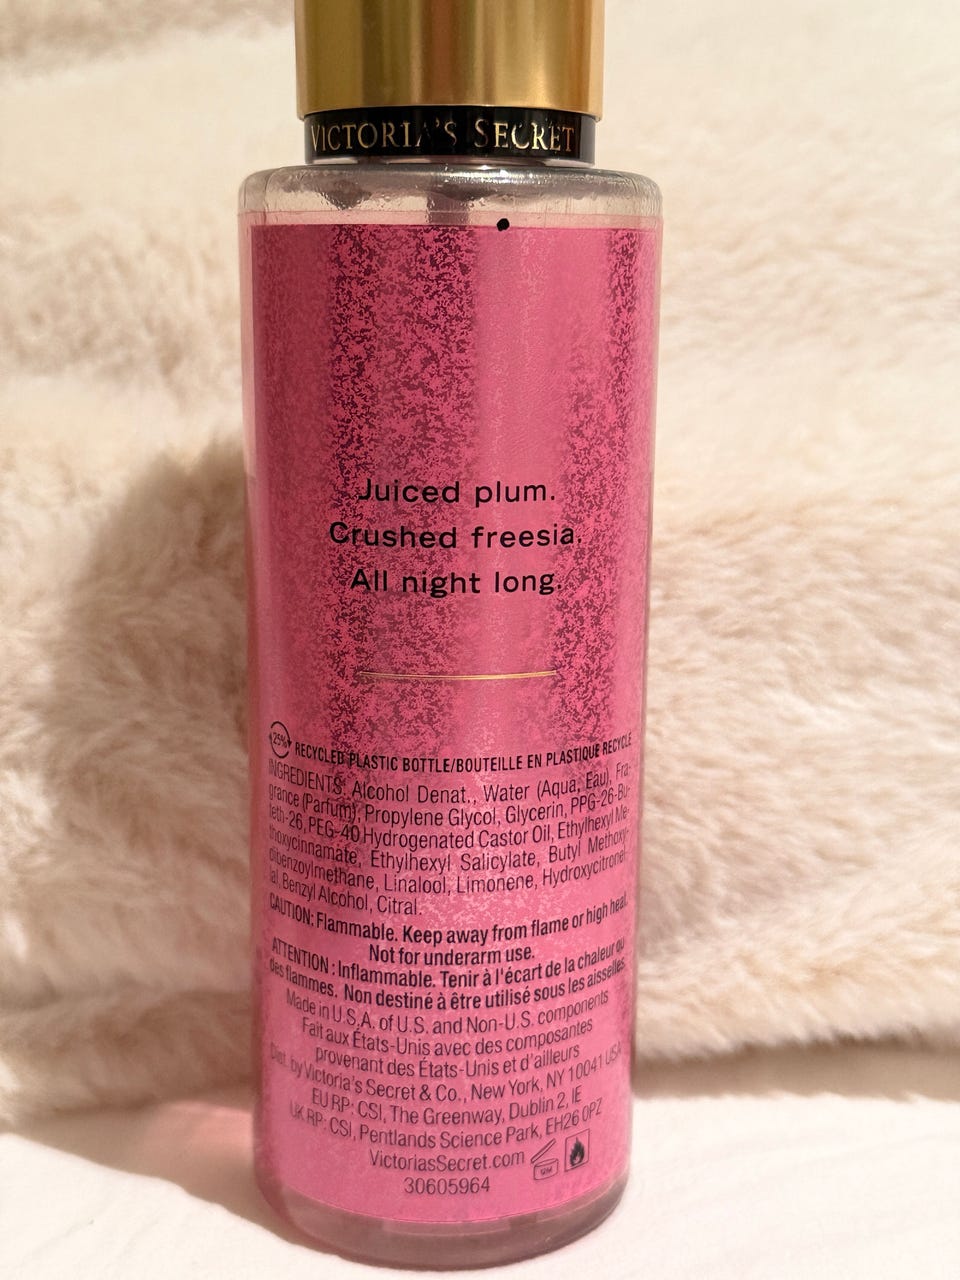 VICTORIA'S SECRET
Juiced plum.
Crushed freesia.
All night long.
25%
RECYCLED PLASTIC BOTTLE/BOUTEILLE EN PLASTIQUE RECYCLÉ
INGREDIENTS: Alcohol Denat., Water (Aqua, Eau), Fra-
grance (Parfum), Propylene Glycol, Glycerin, PPG-26-Bu-
teth-26, PEG-40 Hydrogenated Castor Oil, Ethylhexyl Me-
thoxycinnamate, Ethylhexyl Salicylate, Butyl Methoxy-
dibenzoylmethane, Linalool, Limonene, Hydroxycitronel-
lal, Benzyl Alcohol, Citral.
CAUTION: Flammable. Keep away from flame or high heat.
Not for underarm use.
ATTENTION : Inflammable. Tenir à l'écart de la chaleur ou
des flammes. Non destiné à être utilisé sous les aisselles.
Made in U.S.A. of U.S. and Non-U.S. components
Fait aux États-Unis avec des composantes
provenant des États-Unis et d'ailleurs
Dist. by Victoria's Secret & Co., New York, NY 10041 USA
EU RP: CSI, The Greenway, Dublin 2, IE
UK RP: CSI, Pentlands Science Park, EH26 0PZ
VictoriasSecret.com
12M
30605964